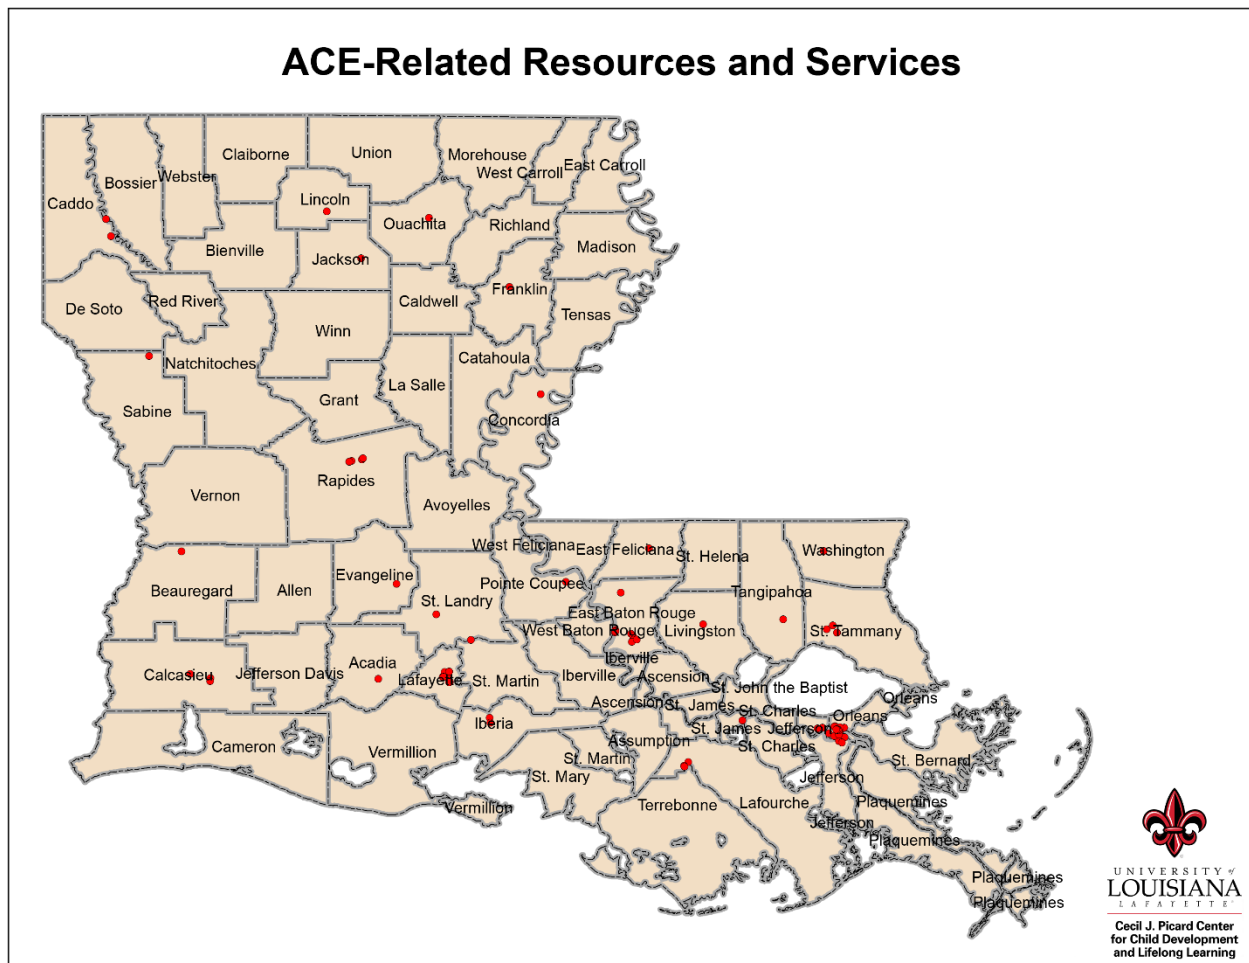 ACE-Related Resources and Services
Claiborne
Union
Morehouse
West Carroll
East Carroll
Webster
Bossier
Caddo
Lincoln
Ouachita
Richland
Madison
Bienville
Jackson
Franklin
Red River
De Soto
Caldwell
Tensas
Winn
Natchitoches
Catahoula
La Salle
Grant
Sabine
Concordia
Rapides
Vernon
Avoyelles
West Feliciana
East Feliciana
St. Helena
Washington
Evangeline
Pointe Coupee
Beauregard
Allen
Tangipahoa
St. Landry
East Baton Rouge
West Baton Rouge
Livingston
St. Tammany
Iberville
Acadia
Calcasieu
Jefferson Davis
Lafayette
St. Martin
Iberville
Ascension
St. John the Baptist
Orleans
Ascension
St. James
St. Charles
Orleans
Iberia
St. James
Jefferson
Assumption
St. Charles
Cameron
Vermillion
St. Martin
St. Bernard
St. Mary
Jefferson
Vermillion
Terrebonne
Lafourche
Plaquemines
Jefferson
Plaquemines
Plaquemines
Plaquemines
UNIVERSITY of
LOUISIANA
LAFAYETTE
Cecil J. Picard Center
for Child Development
and Lifelong Learning